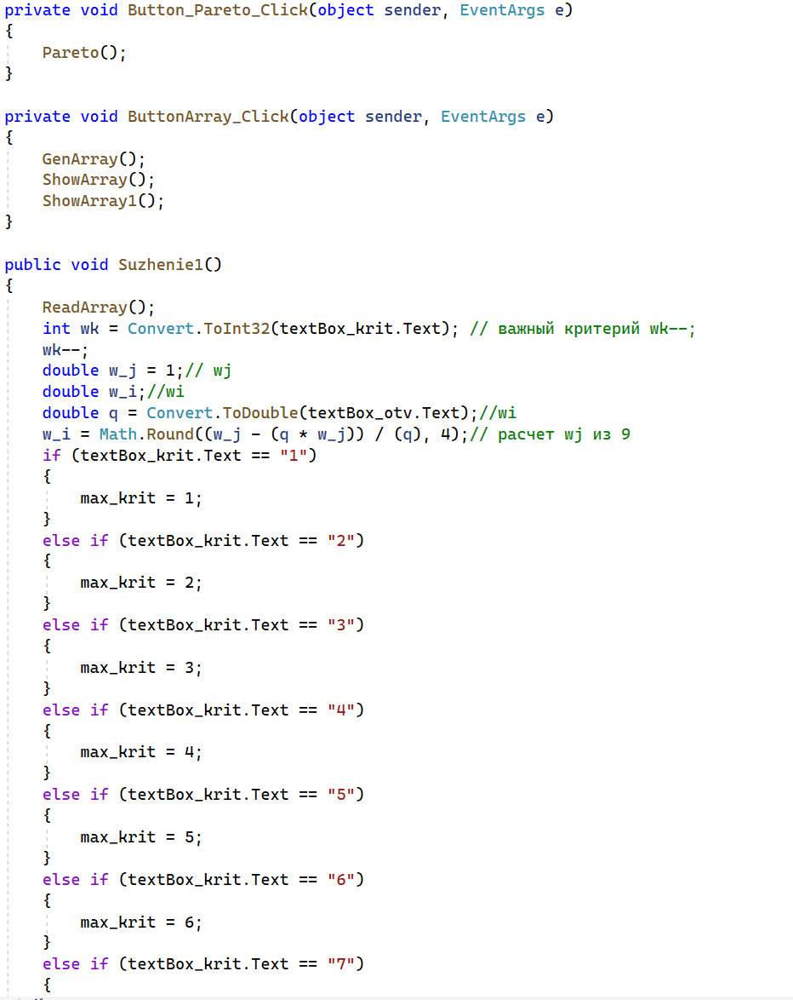 private void Button_Pareto_Click(object sender, EventArgs e)
{
    Pareto();
}

private void ButtonArray_Click(object sender, EventArgs e)
{
    GenArray();
    ShowArray();
    ShowArray1();
}

public void Suzhenie1()
{
    ReadArray();
    int wk = Convert.ToInt32(textBox_krit.Text); // важный критерий wk--;
    wk--;
    double w_j = 1;// wj
    double w_i;//wi
    double q = Convert.ToDouble(textBox_otv.Text);//wi
    w_i = Math.Round((w_j - (q * w_j)) / (q), 4);// расчет wj из 9
    if (textBox_krit.Text == "1")
    {
        max_krit = 1;
    }
    else if (textBox_krit.Text == "2")
    {
        max_krit = 2;
    }
    else if (textBox_krit.Text == "3")
    {
        max_krit = 3;
    }
    else if (textBox_krit.Text == "4")
    {
        max_krit = 4;
    }
    else if (textBox_krit.Text == "5")
    {
        max_krit = 5;
    }
    else if (textBox_krit.Text == "6")
    {
        max_krit = 6;
    }
    else if (textBox_krit.Text == "7")
    {